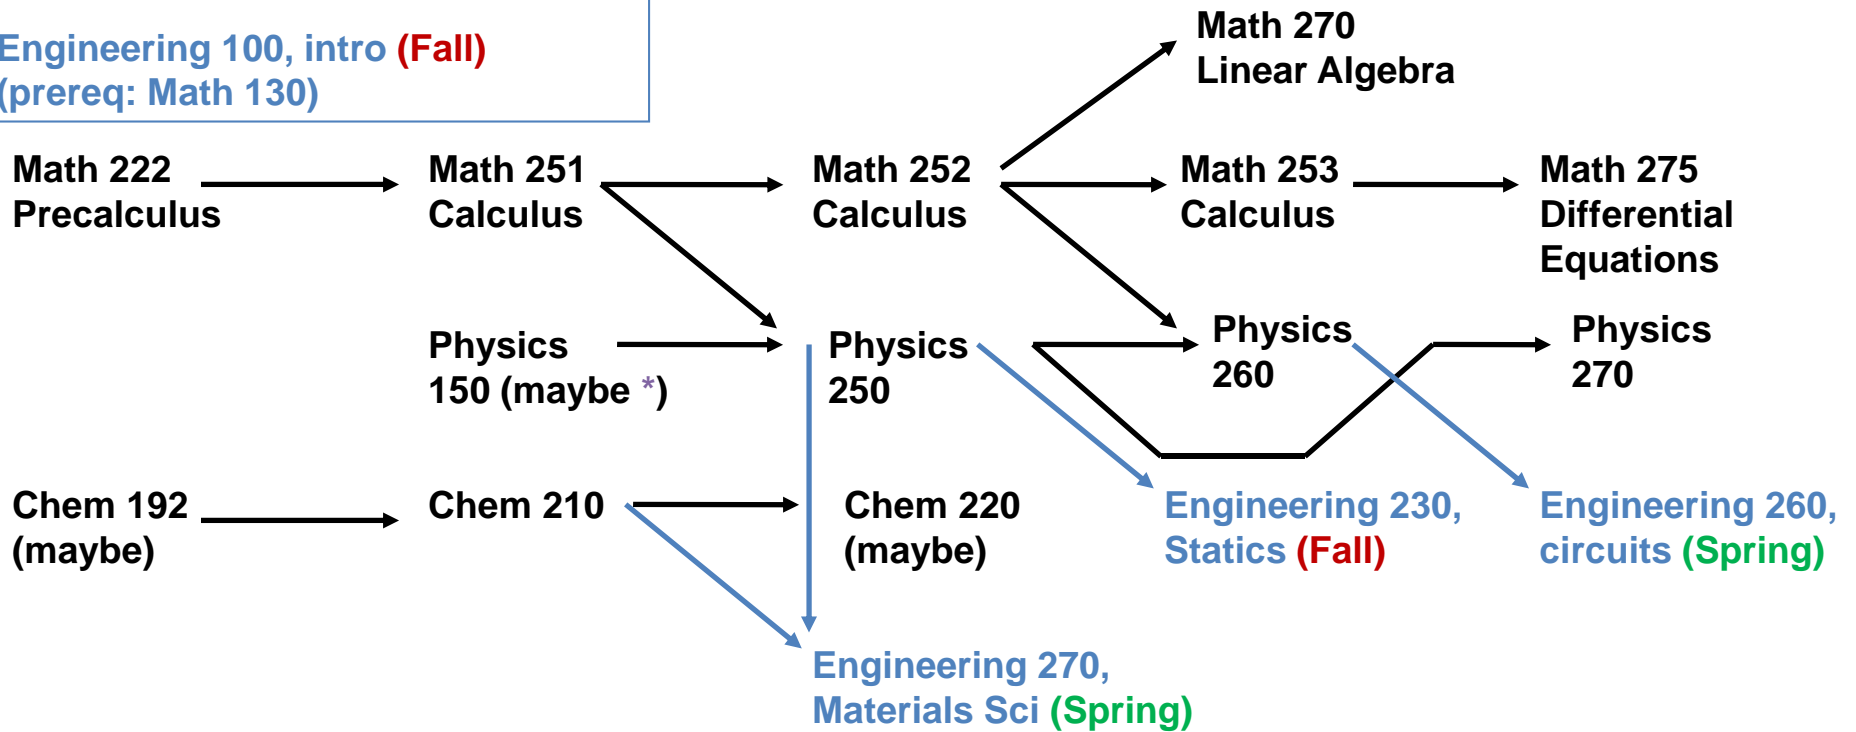 Engineering 100, intro (Fall)
(prereq: Math 130)
Math 270
Linear Algebra
Math 222
Precalculus
Math 251
Calculus
Math 252
Calculus
Math 253
Calculus
Math 275
Differential
Equations
Physics
150 (maybe *)
Physics
250
Physics
260
Physics
270
Chem 192
(maybe)
Chem 210
Chem 220
(maybe)
Engineering 230,
Statics (Fall)
Engineering 260,
circuits (Spring)
Engineering 270,
Materials Sci (Spring)